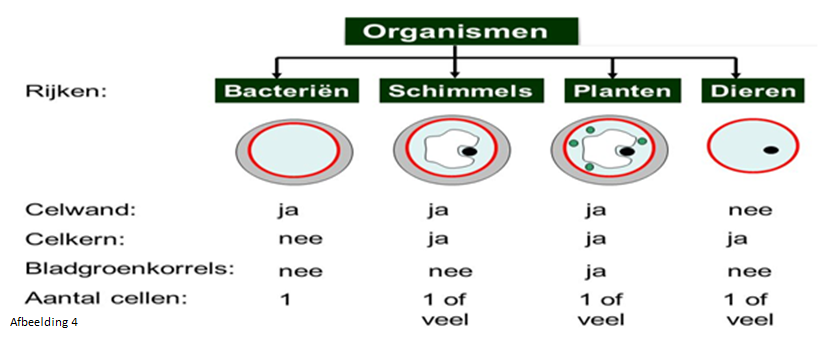 Organismen
Rijken: Bacteriën Schimmels Planten Dieren
Celwand: ja ja ja nee
Celkern: nee ja ja ja
Bladgroenkorrels: nee nee ja nee
Aantal cellen: 1 1 of 1 of 1 of
veel veel veel
Afbeelding 4